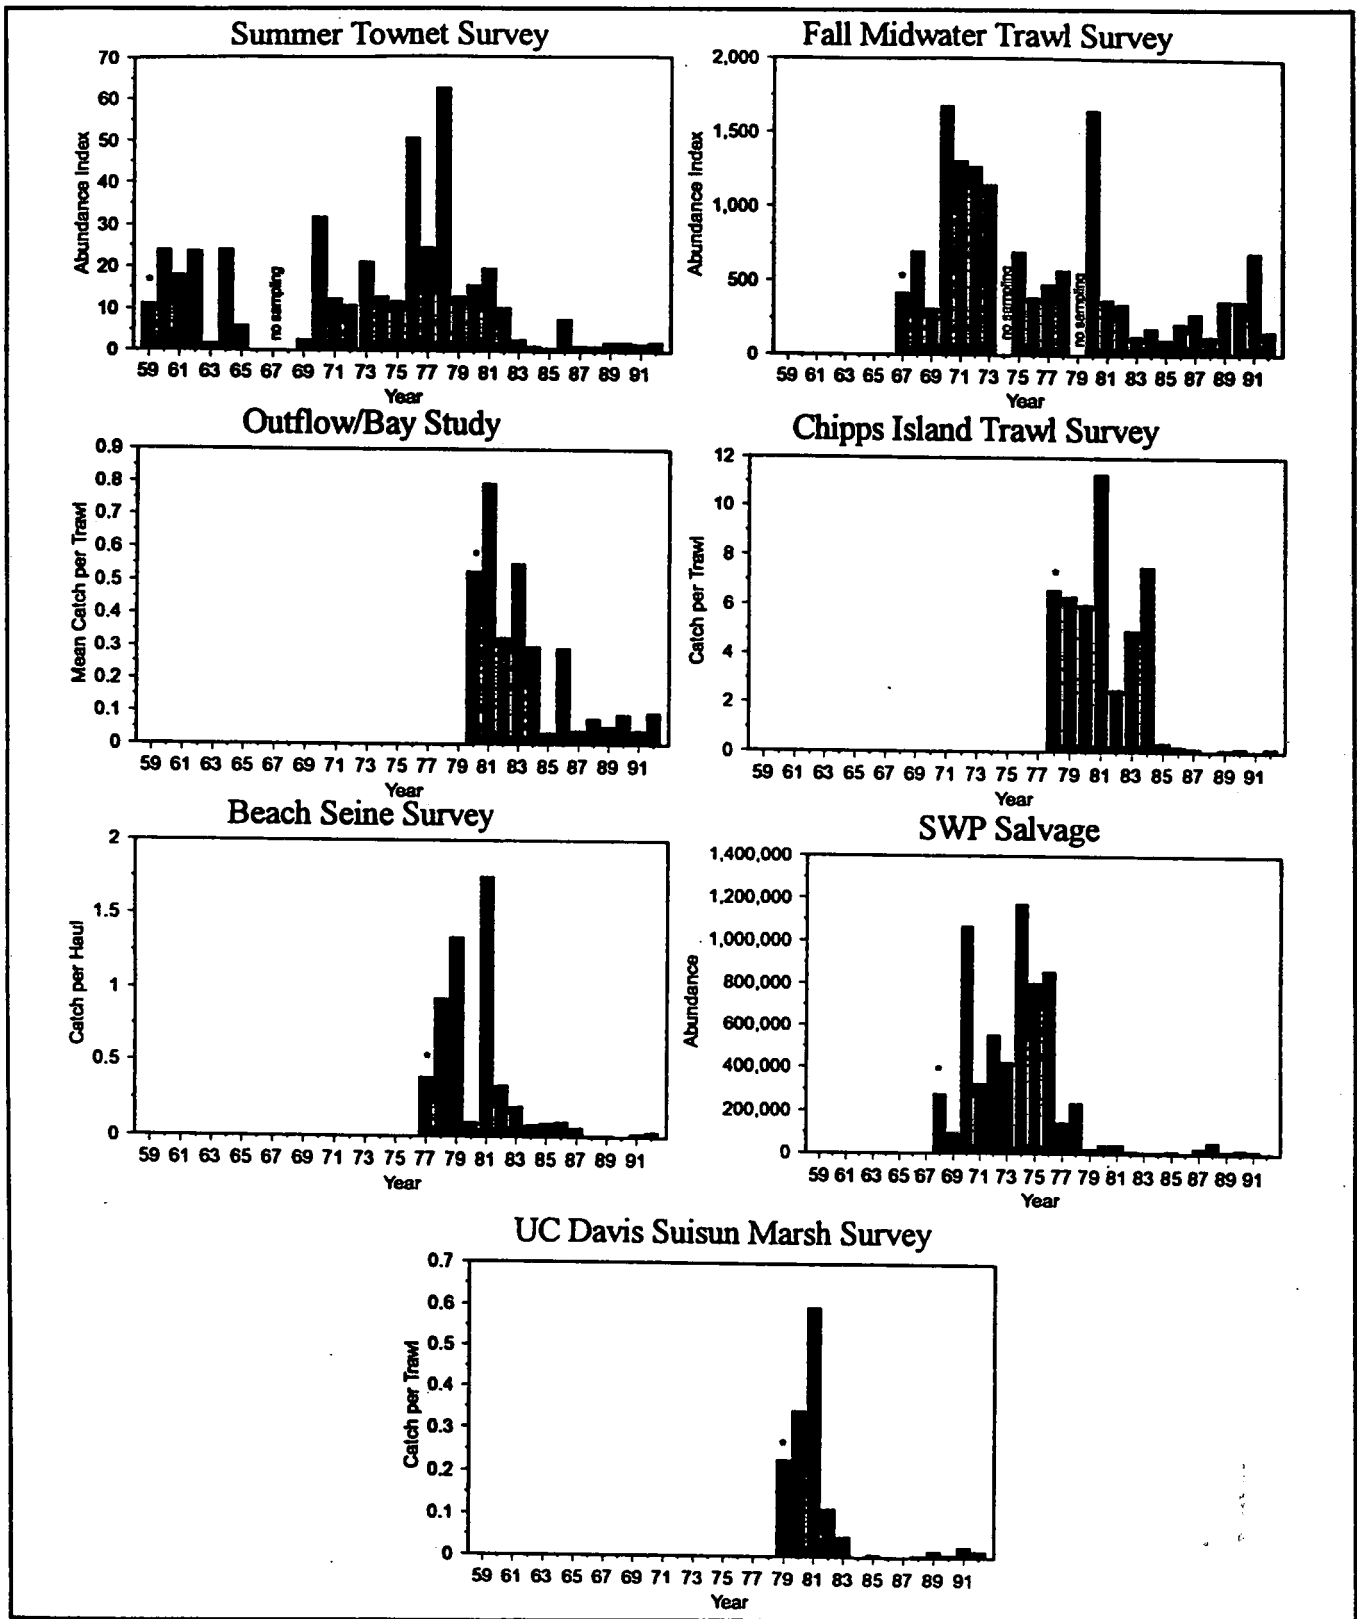 Summer Townet Survey
70
60
50
40
30
20
10
0
Abundance Index
*
no sampling
59 61 63 65 67 69 71 73 75 77 79 81 83 85 87 89 91
Year
Fall Midwater Trawl Survey
2,000
1,500
1,000
500
0
Abundance Index
*
no sampling
no sampling
59 61 63 65 67 69 71 73 75 77 79 81 83 85 87 89 91
Year
Outflow/Bay Study
0.9
0.8
0.7
0.6
0.5
0.4
0.3
0.2
0.1
0
Mean Catch per Trawl
*
59 61 63 65 67 69 71 73 75 77 79 81 83 85 87 89 91
Year
Chipps Island Trawl Survey
12
10
8
6
4
2
0
Catch per Trawl
*
59 61 63 65 67 69 71 73 75 77 79 81 83 85 87 89 91
Year
Beach Seine Survey
2
1.5
1
0.5
0
Catch per Haul
*
59 61 63 65 67 69 71 73 75 77 79 81 83 85 87 89 91
Year
SWP Salvage
1,400,000
1,200,000
1,000,000
800,000
600,000
400,000
200,000
0
Abundance
*
59 61 63 65 67 69 71 73 75 77 79 81 83 85 87 89 91
Year
UC Davis Suisun Marsh Survey
0.7
0.6
0.5
0.4
0.3
0.2
0.1
0
Catch per Trawl
*
59 61 63 65 67 69 71 73 75 77 79 81 83 85 87 89 91
Year